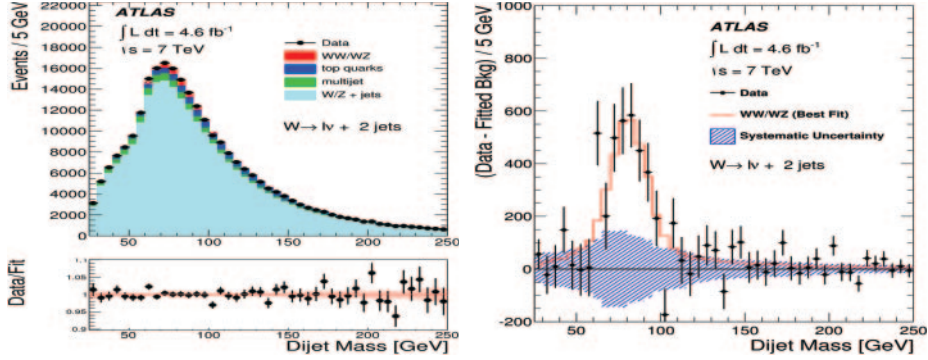 ATLAS
∫L dt = 4.6 fb⁻¹
√s = 7 TeV
Data
WW/WZ
top quarks
multijet
W/Z + jets
W→ lν + 2 jets
Events / 5 GeV
22000
20000
18000
16000
14000
12000
10000
8000
6000
4000
2000
50 100 150 200 250
Data/Fit
1.1
1.05
1
0.95
0.9
50 100 150 200 250
Dijet Mass [GeV]
(Data - Fitted Bkg) / 5 GeV
ATLAS
∫L dt = 4.6 fb⁻¹
√s = 7 TeV
Data
WW/WZ (Best Fit)
Systematic Uncertainty
W→ lν + 2 jets
800
600
400
200
0
-200
50 100 150 200 250
Dijet Mass [GeV]